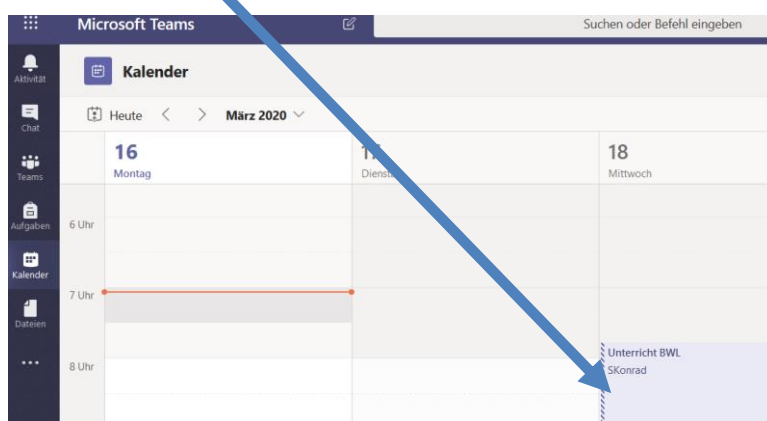 Microsoft Teams
Suchen oder Befehl eingeben
Aktivität
Kalender
Heute
März 2020
Chat
16
18
Montag
Mittwoch
Teams
Aufgaben
6 Uhr
Kalender
7 Uhr
Dateien
Unterricht BWL
8 Uhr
SKonrad